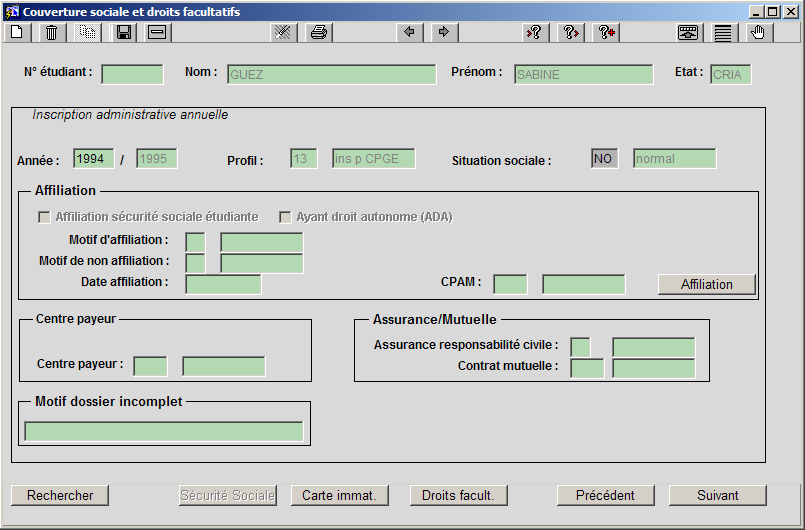 Couverture sociale et droits facultatifs
N° étudiant : Nom : GUEZ Prénom : SABINE Etat : CRIA
Inscription administrative annuelle
Année : 1994 / 1995 Profil : 13 ins p CPGE Situation sociale : NO normal
Affiliation
Affiliation sécurité sociale étudiante Ayant droit autonome (ADA)
Motif d'affiliation :
Motif de non affiliation :
Date affiliation : CPAM : Affiliation
Centre payeur Assurance/Mutuelle
Assurance responsabilité civile :
Centre payeur : Contrat mutuelle :
Motif dossier incomplet
Rechercher Sécurité Sociale Carte immat. Droits facult. Précédent Suivant